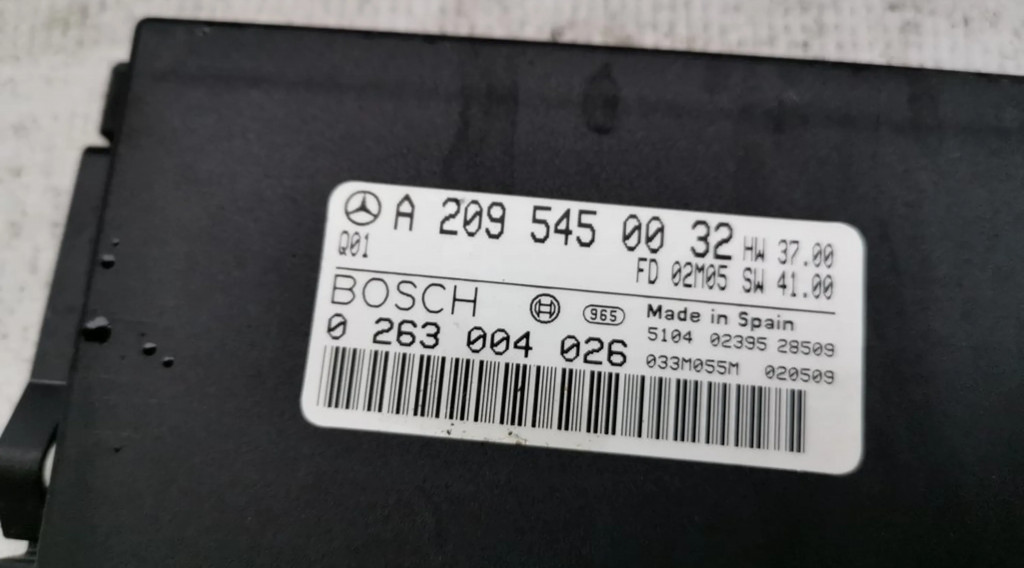 A 209 545 00 32 HW 37.00
Q01 FD 02M05 SW 41.00
BOSCH 965 Made in Spain
5104 02395 28509
0 263 004 026 033M055M 020509